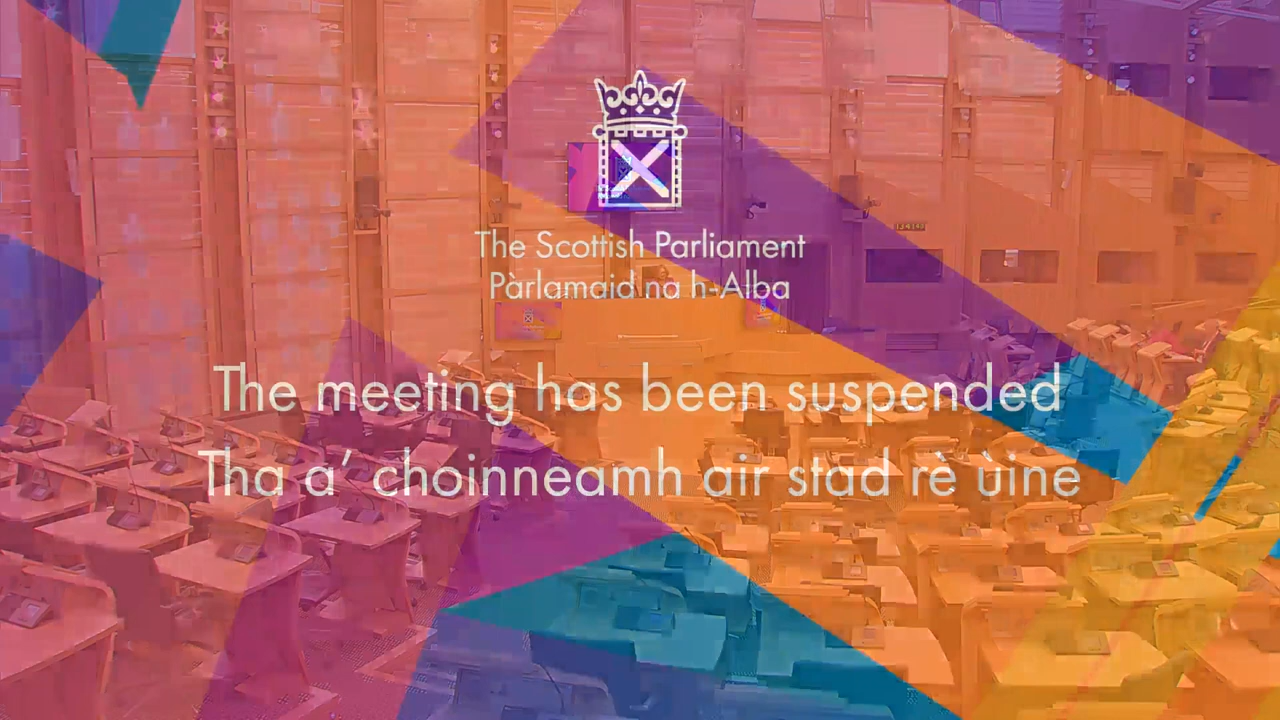 The Scottish Parliament
Pàrlamaid na h-Alba
The meeting has been suspended
Tha a’ choinneamh air stad rè ùine